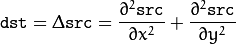 dst = Δsrc = ∂²src/∂x² + ∂²src/∂y²